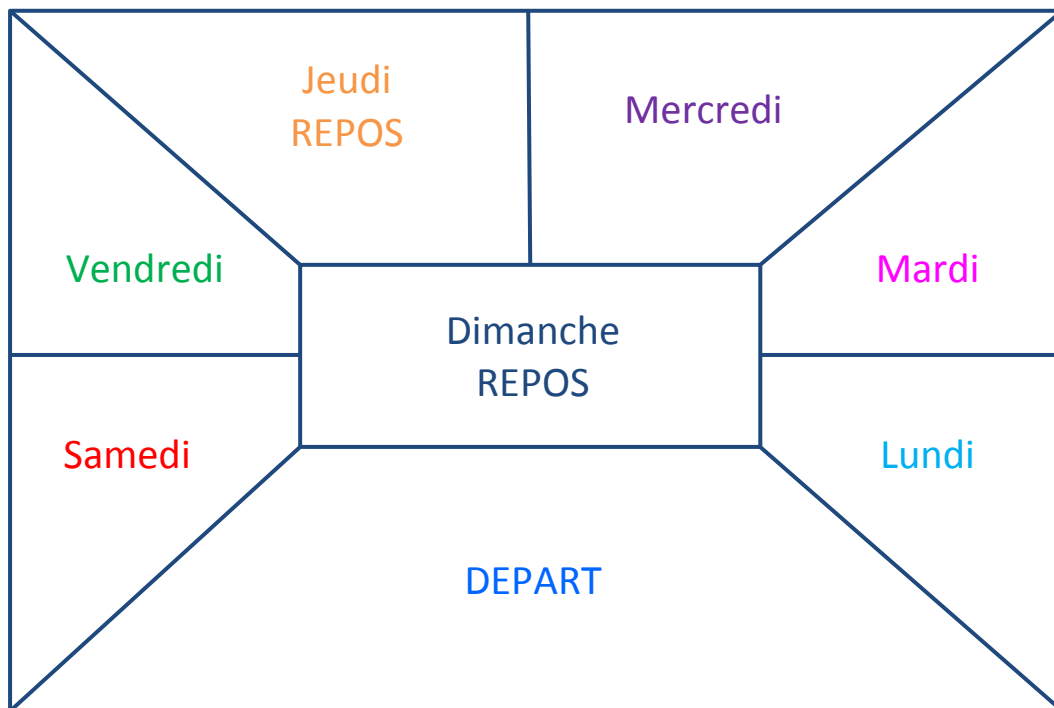 Jeudi
REPOS
Mercredi
Vendredi
Mardi
Dimanche
REPOS
Samedi
Lundi
DEPART